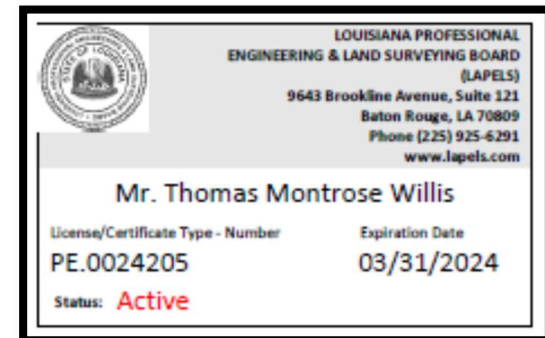 LOUISIANA PROFESSIONAL
ENGINEERING & LAND SURVEYING BOARD
(LAPELS)
9643 Brookline Avenue, Suite 121
Baton Rouge, LA 70809
Phone (225) 925-6291
www.lapels.com
Mr. Thomas Montrose Willis
License/Certificate Type - Number Expiration Date
PE.0024205 03/31/2024
Status: Active